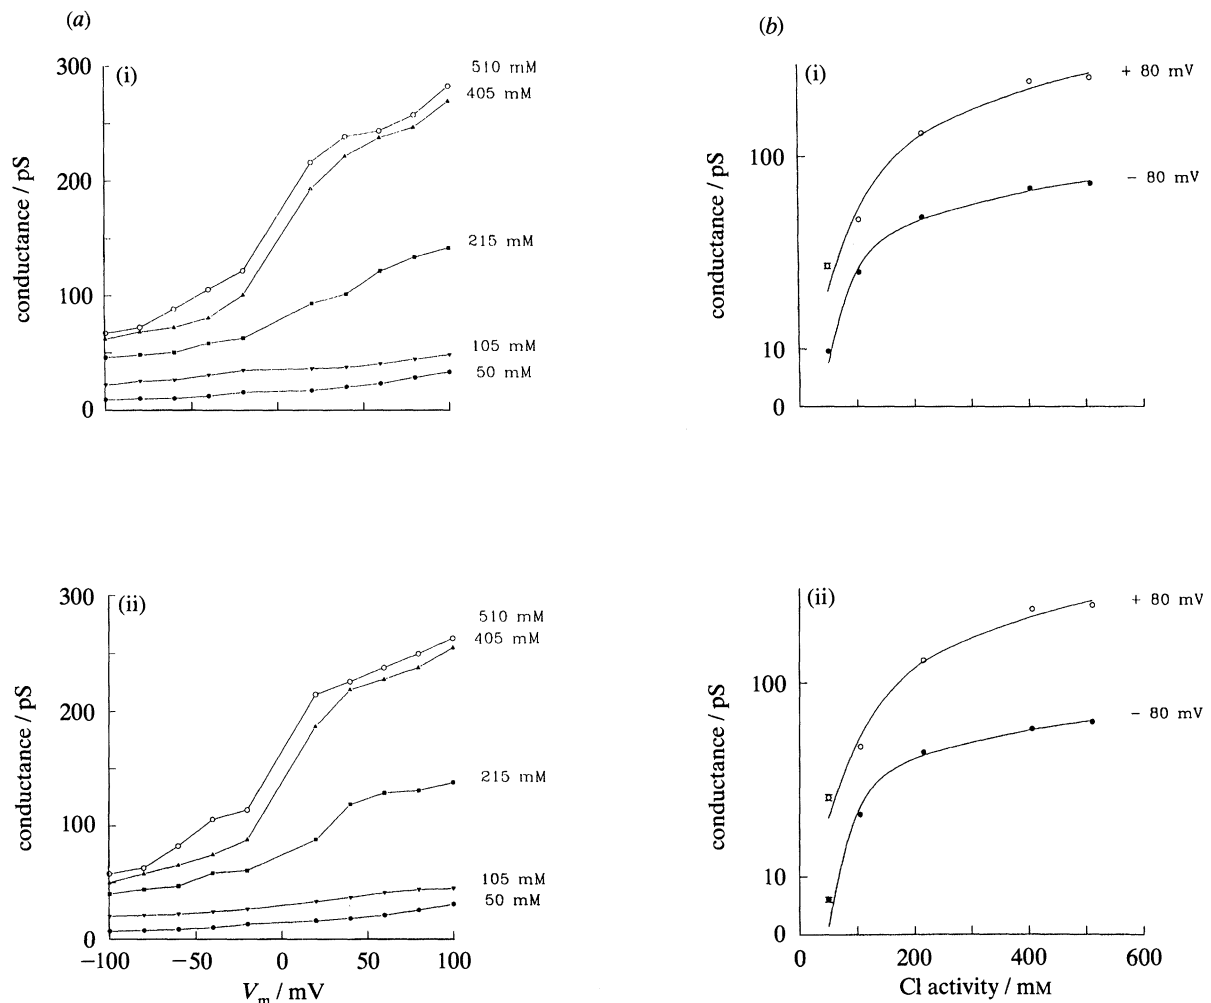 (a)
(i)
300
200
100
0
conductance / pS
510 mM
405 mM
215 mM
105 mM
50 mM
(b)
(i)
100
10
0
conductance / pS
+ 80 mV
− 80 mV
(ii)
300
200
100
0
conductance / pS
510 mM
405 mM
215 mM
105 mM
50 mM
−100 −50 0 50 100
Vm / mV
(ii)
100
10
0
conductance / pS
+ 80 mV
− 80 mV
0 200 400 600
Cl activity / mM